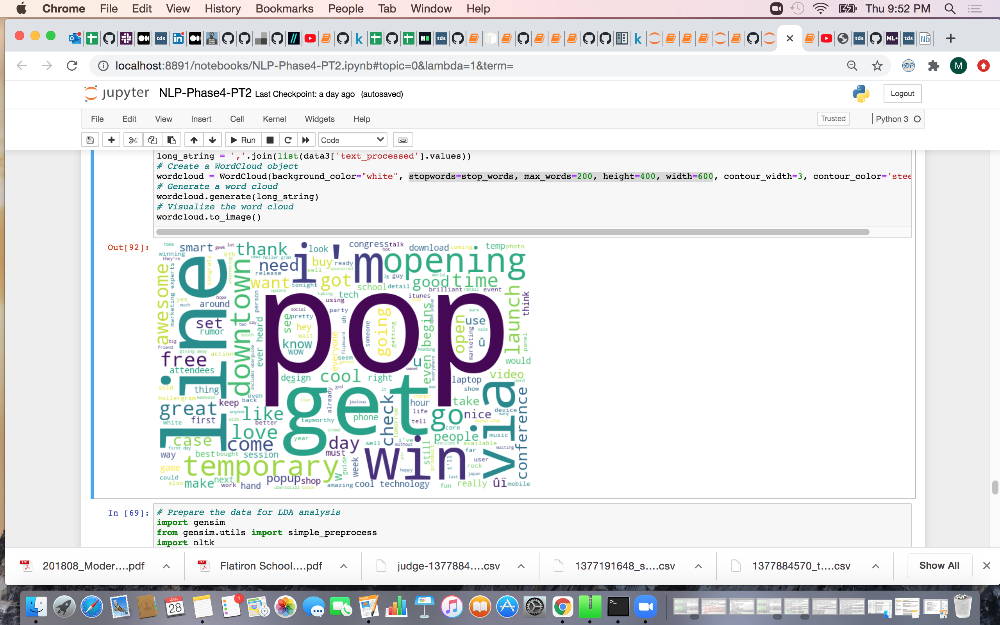 Chrome File Edit View History Bookmarks People Tab Window Help Thu 9:52 PM
localhost:8891/notebooks/NLP-Phase4-PT2.ipynb#topic=0&lambda=1&term=
M
jupyter NLP-Phase4-PT2 Last Checkpoint: a day ago (autosaved) Logout
File Edit View Insert Cell Kernel Widgets Help Trusted Python 3
Run Code
long_string = ','.join(list(data3['text_processed'].values))
# Create a WordCloud object
wordcloud = WordCloud(background_color="white", stopwords=stop_words, max_words=200, height=400, width=600, contour_width=3, contour_color='stee
# Generate a word cloud
wordcloud.generate(long_string)
# Visualize the word cloud
wordcloud.to_image()
Out[92]:
home smart geek lot thank look congress talk hot download coming temp photo
winning 6th news holler gram need i'm buy ready opening
they're release sell sponsored 3g guy world
awesome marketing experts congrats interesting line downtown want tonight got school detail good time
yes hope person update taking tech itunes brilliant retail event launch think
much around using stop
set rumor two say social party pop oh going begins open popup sure use
booth see pretty hey wait someone getting open marketing sale û panel
big friend ever heard know wow everyone flipboard seem genius heading
giving away action free u even everywhere would
attendees includes uberguide design cool right sweet laptop video nerd
sold thing god lt mac show via conference
hollergram weekend keep even back live already jealous get check charger hour take
great anyone like phone life go nice device many
white first wish better tapworthy tomorrow tell core popup shop
case love year crowd i've people music
first day come day well without excited available waiting
way best bought session must win pic still product far
game temporary guide week happy i'll user rock
could next w last japan
also make work hand popup shop amazing cool technology fun really ûï mobile
ubersocial block
In [69]:
# Prepare the data for LDA analysis
import gensim
from gensim.utils import simple_preprocess
import nltk
201808_Moder....pdf Flatiron School....pdf judge-1377884....csv 1377191648_s....csv 1377884570_t....csv Show All
JAN
28
1